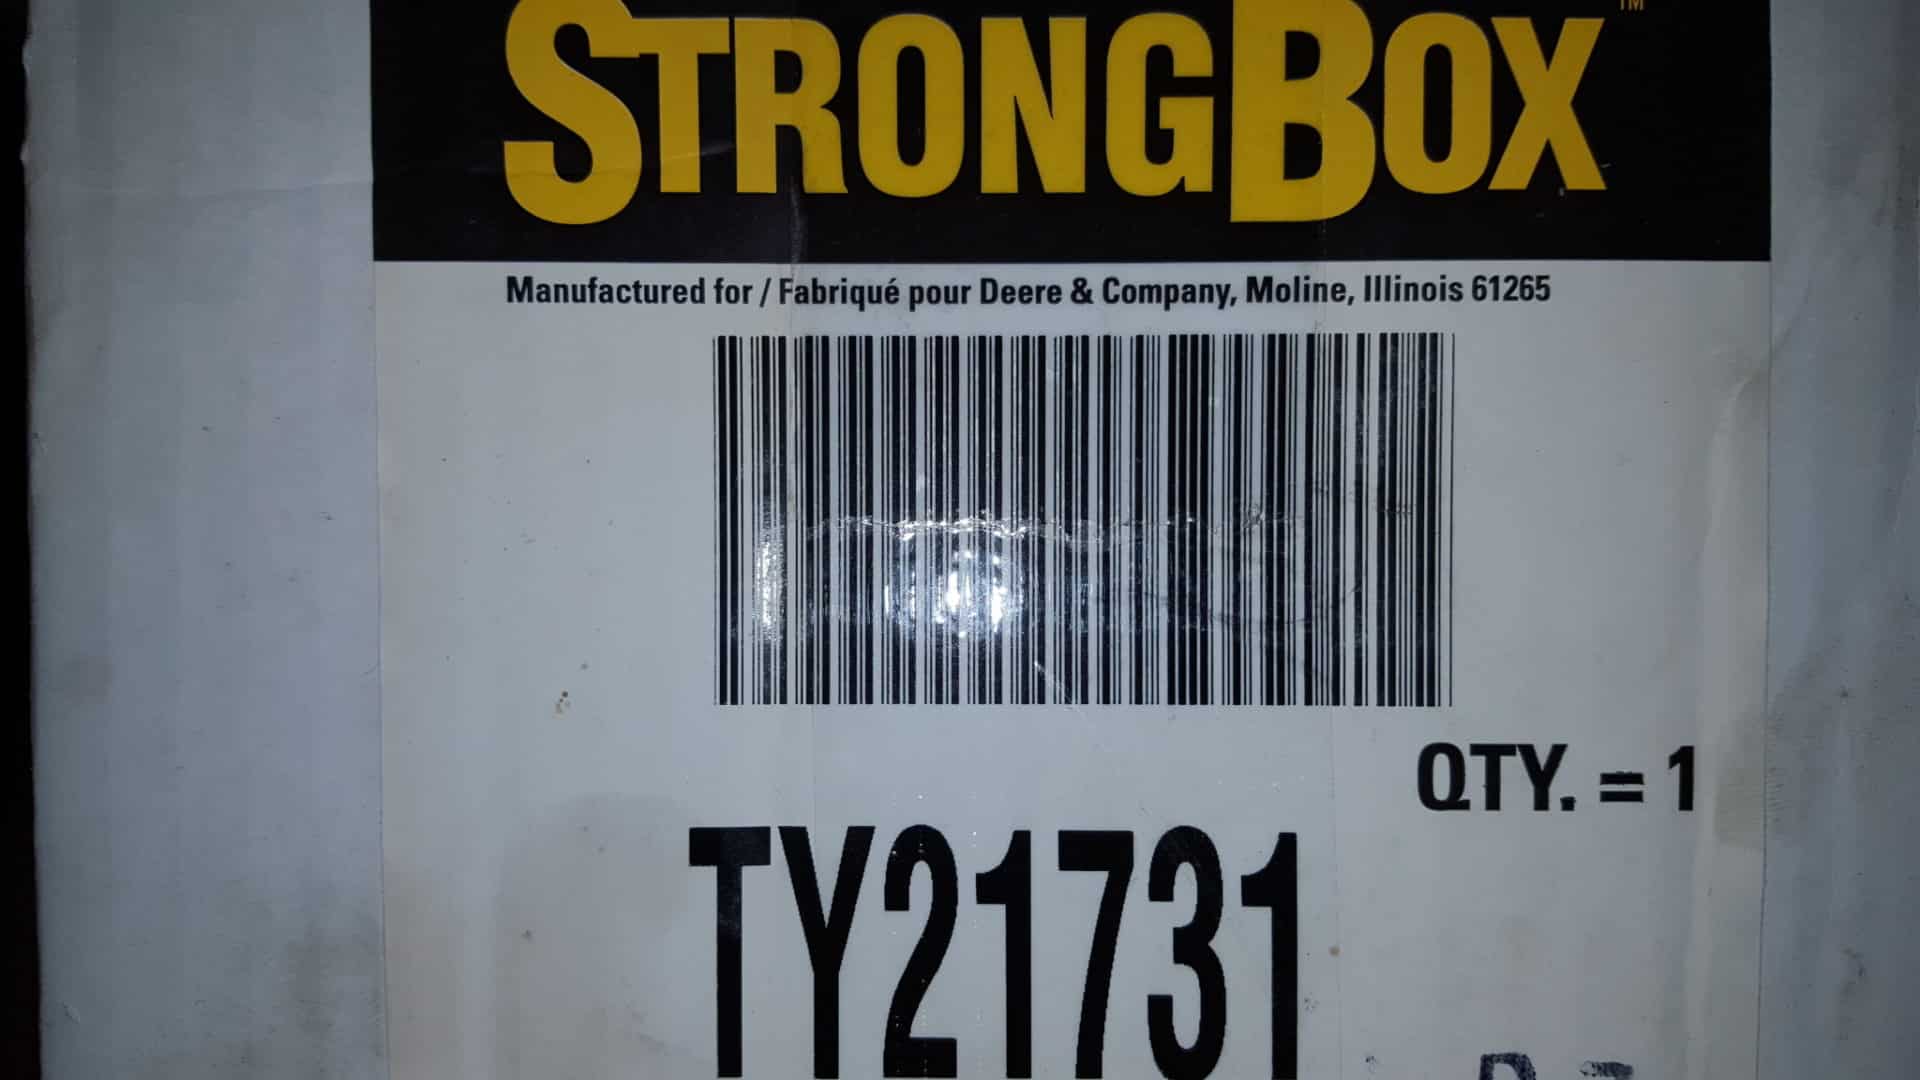 STRONGBOX™
Manufactured for / Fabriqué pour Deere & Company, Moline, Illinois 61265
QTY. = 1
TY21731